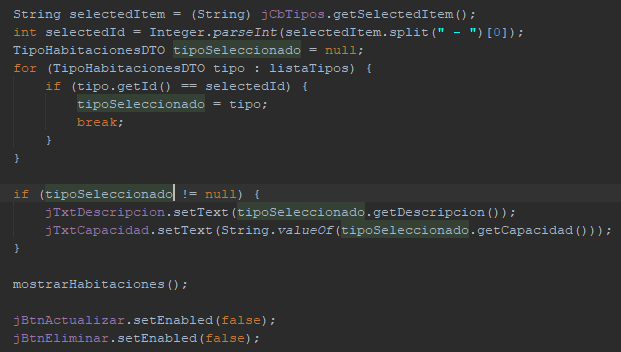 String selectedItem = (String) jCbTipos.getSelectedItem();
int selectedId = Integer.parseInt(selectedItem.split(" - ")[0]);
TipoHabitacionesDTO tipoSeleccionado = null;
for (TipoHabitacionesDTO tipo : listaTipos) {
    if (tipo.getId() == selectedId) {
        tipoSeleccionado = tipo;
        break;
    }
}

if (tipoSeleccionado != null) {
    jTxtDescripcion.setText(tipoSeleccionado.getDescripcion());
    jTxtCapacidad.setText(String.valueOf(tipoSeleccionado.getCapacidad()));
}

mostrarHabitaciones();

jBtnActualizar.setEnabled(false);
jBtnEliminar.setEnabled(false);